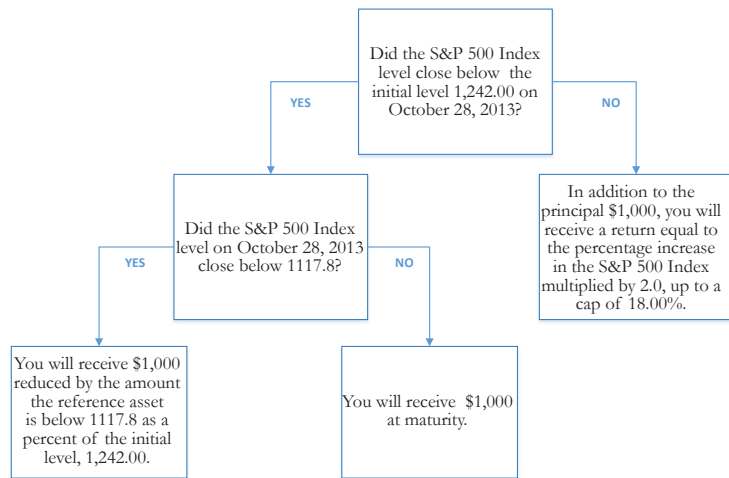 Did the S&P 500 Index
level close below the
initial level 1,242.00 on
October 28, 2013?
YES
NO
Did the S&P 500 Index
level on October 28, 2013
close below 1117.8?
In addition to the
principal $1,000, you will
receive a return equal to
the percentage increase
in the S&P 500 Index
multiplied by 2.0, up to a
cap of 18.00%.
YES
NO
You will receive $1,000
reduced by the amount
the reference asset
is below 1117.8 as a
percent of the initial
level, 1,242.00.
You will receive $1,000
at maturity.